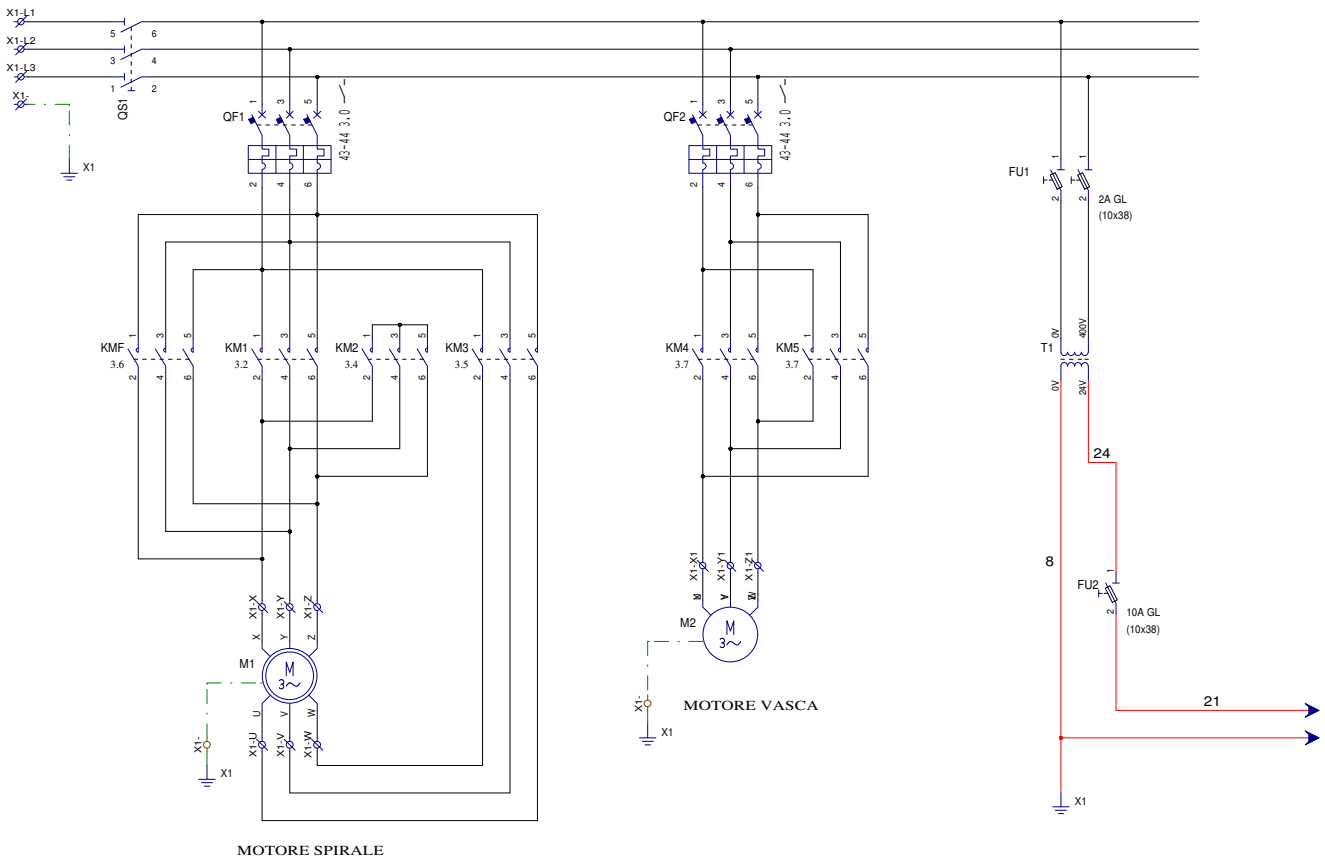 X1-L1
X1-L2
X1-L3
X1-
5 6
3 4
1 2
QS1
X1
QF1
1 3 5
43-44 3.0
2 4 6
QF2
1 3 5
43-44 3.0
2 4 6
FU1
1 1
2 2
2A GL
(10x38)
KMF
3.6
1 3 5
2 4 6
KM1
3.2
1 3 5
2 4 6
KM2
3.4
1 3 5
2 4 6
KM3
3.5
1 3 5
2 4 6
KM4
3.7
1 3 5
2 4 6
KM5
3.7
1 3 5
2 4 6
T1
0V 400V
0V 24V
24
8
FU2
1
2
10A GL
(10x38)
21
X1
X1-X X1-Y X1-Z
X Y Z
M1
M
3~
U V W
X1-U X1-V X1-W
X1-
X1
MOTORE SPIRALE
X1-X1 X1-Y1 X1-Z1
M2
M
3~
X1-
X1
MOTORE VASCA